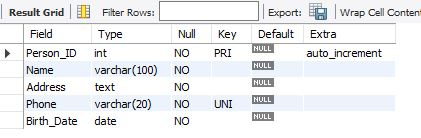 Result Grid Filter Rows: Export: Wrap Cell Conten
Field Type Null Key Default Extra
Person_ID int NO PRI NULL auto_increment
Name varchar(100) NO NULL
Address text NO NULL
Phone varchar(20) NO UNI NULL
Birth_Date date NO NULL